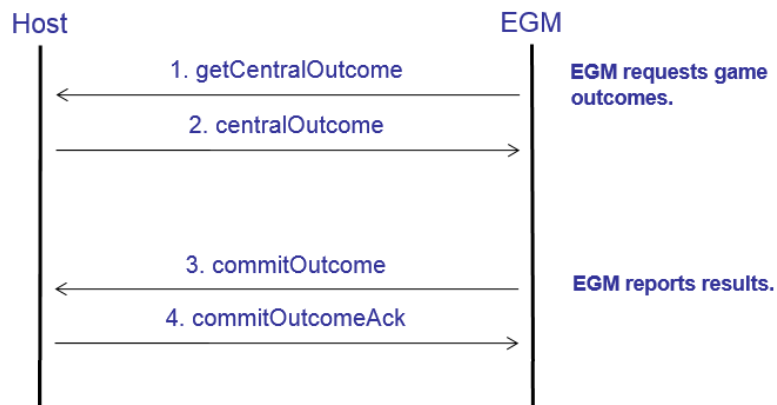 Host
EGM
1. getCentralOutcome
EGM requests game
outcomes.
2. centralOutcome
3. commitOutcome
EGM reports results.
4. commitOutcomeAck